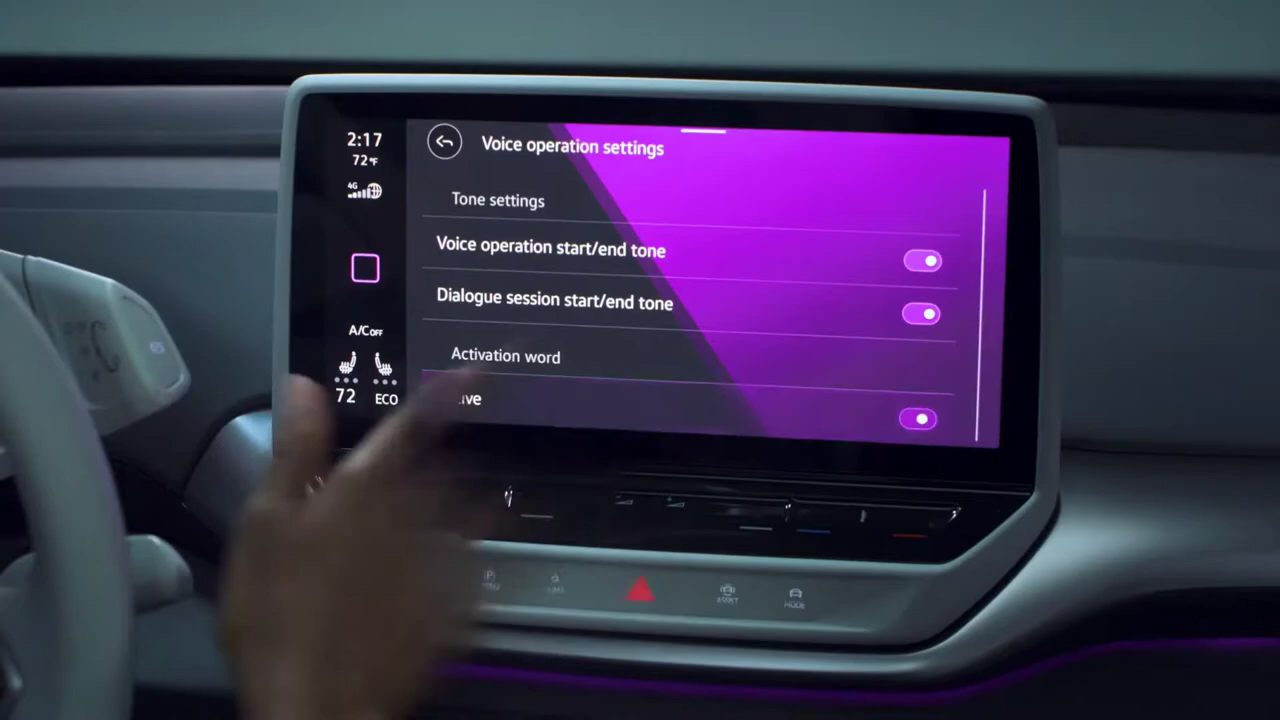 2:17
72°F
4G
Voice operation settings
Tone settings
Voice operation start/end tone
Dialogue session start/end tone
A/C OFF
Activation word
72
ECO
MODE